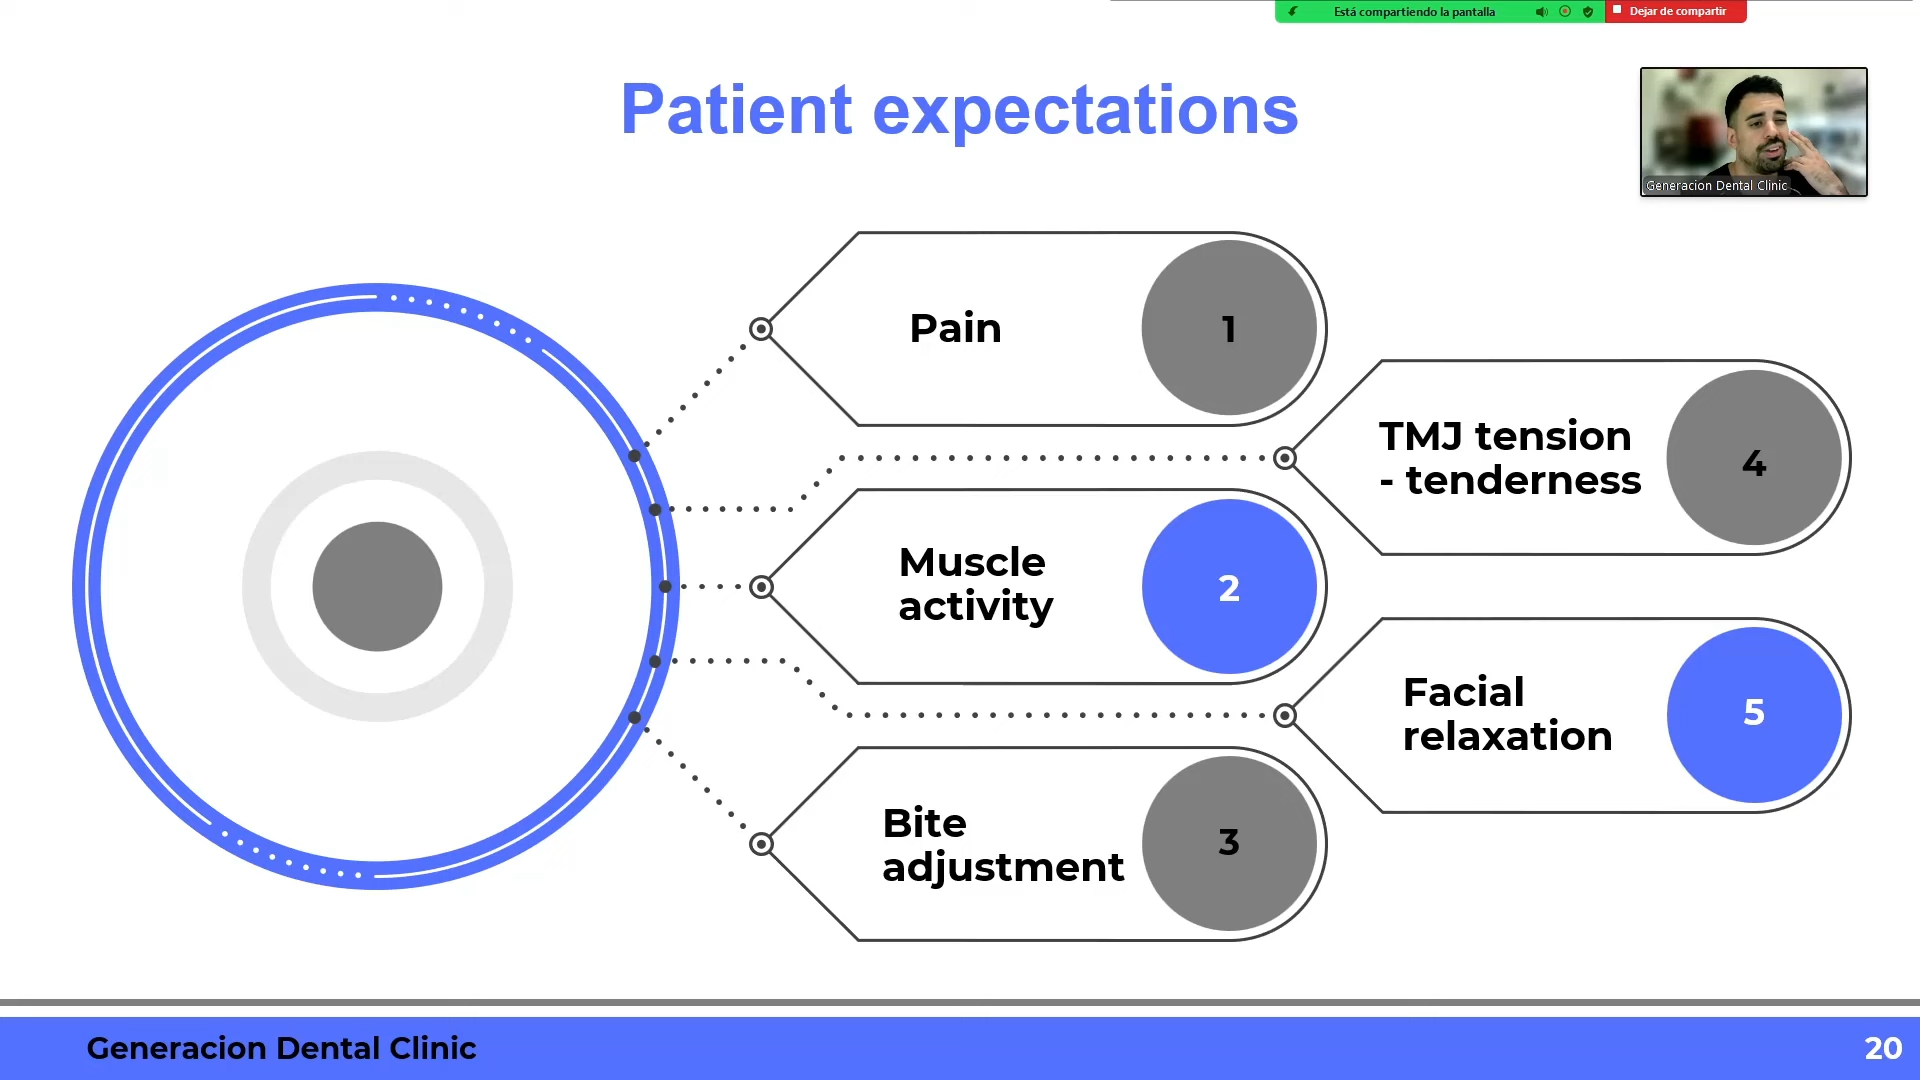 Está compartiendo la pantalla
Dejar de compartir
Patient expectations
Generacion Dental Clinic
Pain
1
TMJ tension
- tenderness
4
Muscle
activity
2
Facial
relaxation
5
Bite
adjustment
3
Generacion Dental Clinic
20